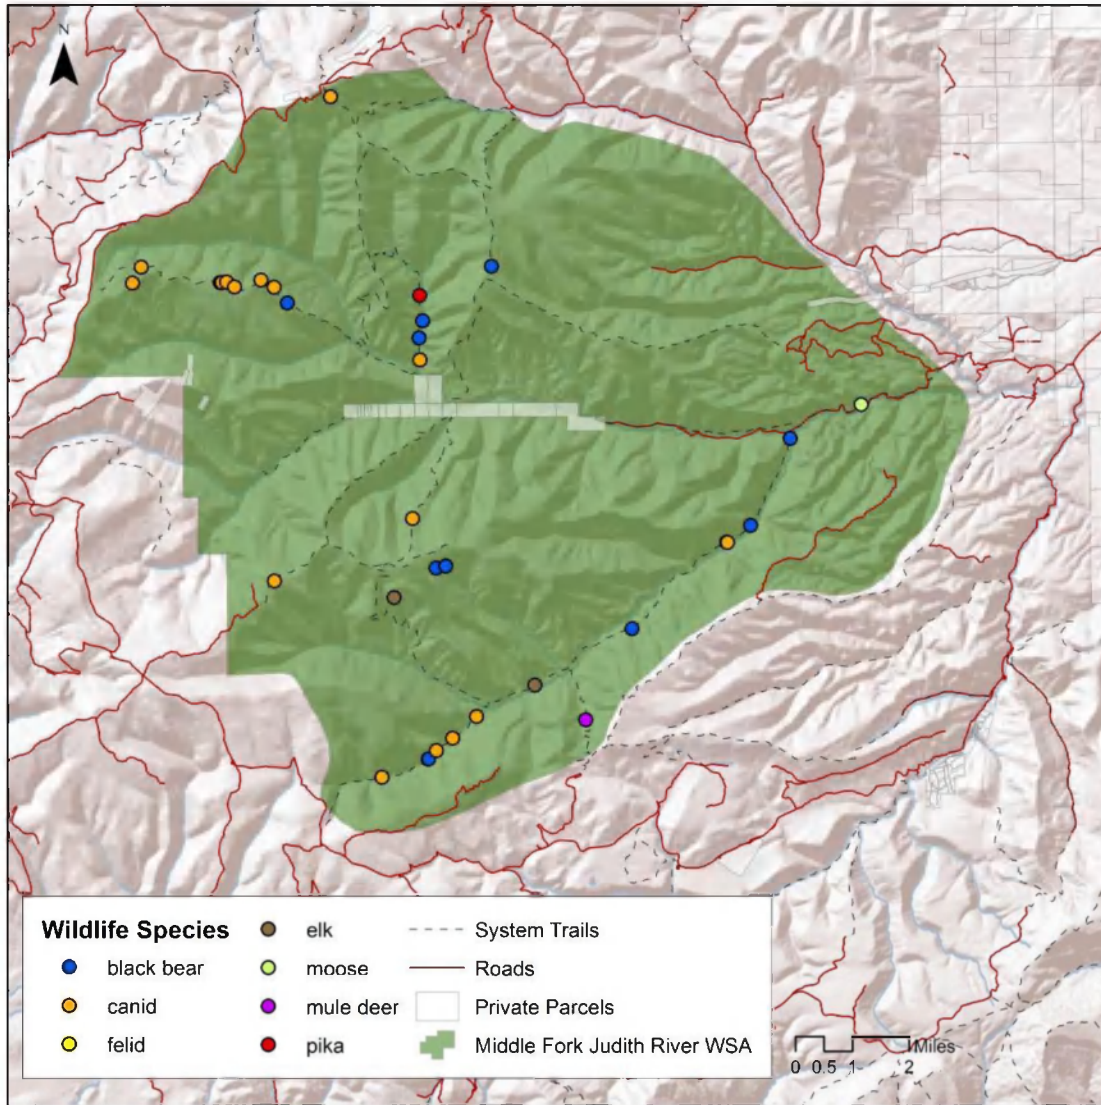 N
Wildlife Species
black bear
canid
felid
elk
moose
mule deer
pika
System Trails
Roads
Private Parcels
Middle Fork Judith River WSA
Miles
0 0.5 1 2